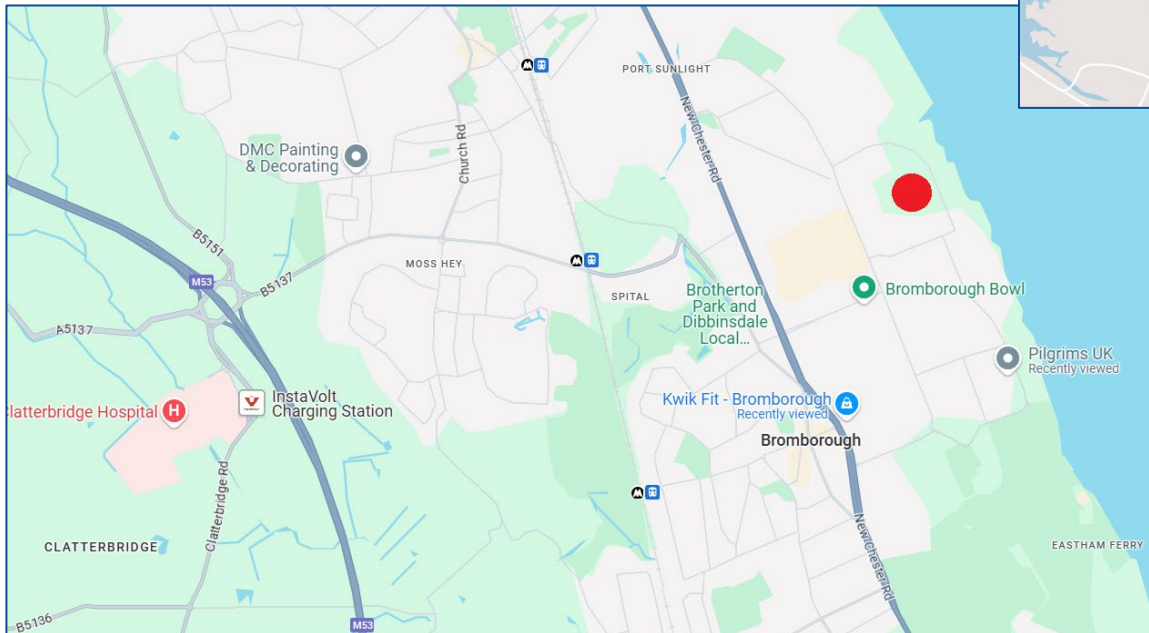 PORT SUNLIGHT
New Chester Rd
Church Rd
DMC Painting
& Decorating
B5151
MOSS HEY
M53
B5137
SPITAL
Brotherton
Park and
Dibbinsdale
Local...
Bromborough Bowl
A5137
Pilgrims UK
Recently viewed
Clatterbridge Hospital
H
InstaVolt
Charging Station
Kwik Fit - Bromborough
Recently viewed
Bromborough
Clatterbridge Rd
CLATTERBRIDGE
New Chester Rd
EASTHAM FERRY
B5136
M53